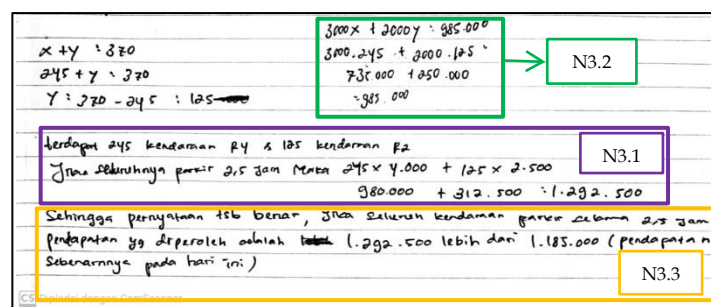 x + y : 370
245 + y : 370
y : 370 - 245 : 125
3000x + 2000y : 985.000
3000.245 + 2000.125 :
735.000 + 250.000
: 985.000
N3.2
terdapat 245 kendaraan R4 & 125 kendaraan R2
Jika seluruhnya parkir 2,5 jam maka 245 x 4.000 + 125 x 2.500
980.000 + 312.500 : 1.292.500
N3.1
Sehingga pernyataan tsb benar, Jika seluruh kendaraan parkir selama 2,5 jam
pendapatan yg diperoleh adalah 1.292.500 lebih dari 1.185.000 (pendapatan
sebenarnya pada hari ini)
N3.3
CS Dipindai dengan CamScanner